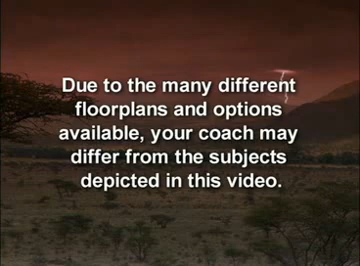 Due to the many different
floorplans and options
available, your coach may
differ from the subjects
depicted in this video.